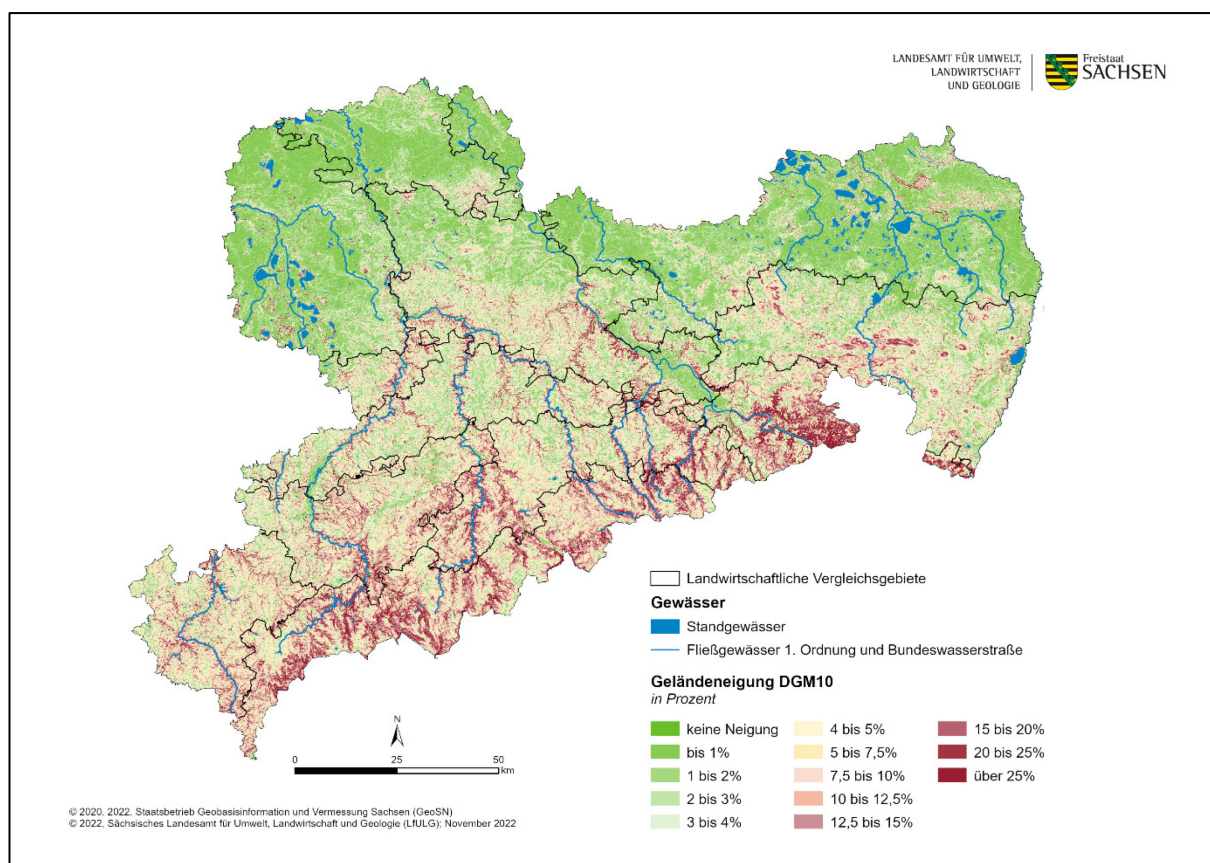 LANDESAMT FÜR UMWELT,
LANDWIRTSCHAFT
UND GEOLOGIE
Freistaat
SACHSEN
Landwirtschaftliche Vergleichsgebiete
Gewässer
Standgewässer
Fließgewässer 1. Ordnung und Bundeswasserstraße
Geländeneigung DGM10
in Prozent
keine Neigung
bis 1%
1 bis 2%
2 bis 3%
3 bis 4%
4 bis 5%
5 bis 7,5%
7,5 bis 10%
10 bis 12,5%
12,5 bis 15%
15 bis 20%
20 bis 25%
über 25%
N
0 25 50
km
© 2020, 2022, Staatsbetrieb Geobasisinformation und Vermessung Sachsen (GeoSN)
© 2022, Sächsisches Landesamt für Umwelt, Landwirtschaft und Geologie (LfULG); November 2022